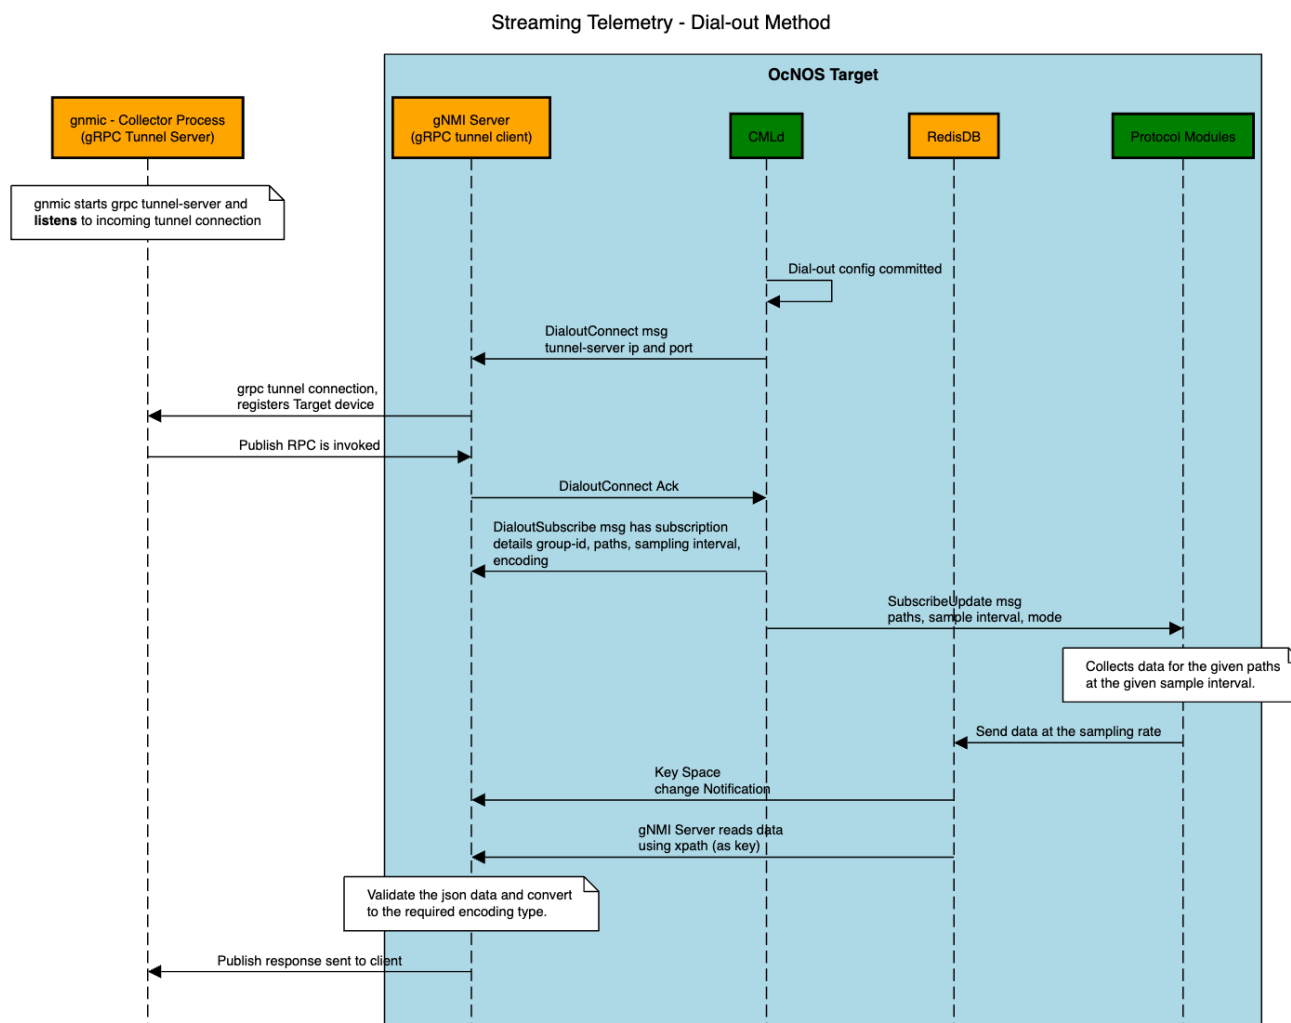 Streaming Telemetry - Dial-out Method
OcNOS Target
gnmic - Collector Process
(gRPC Tunnel Server)
gNMI Server
(gRPC tunnel client)
CMLd
RedisDB
Protocol Modules
gnmic starts grpc tunnel-server and
listens to incoming tunnel connection
Dial-out config committed
DialoutConnect msg
tunnel-server ip and port
grpc tunnel connection,
registers Target device
Publish RPC is invoked
DialoutConnect Ack
DialoutSubscribe msg has subscription
details group-id, paths, sampling interval,
encoding
SubscribeUpdate msg
paths, sample interval, mode
Collects data for the given paths
at the given sample interval.
Send data at the sampling rate
Key Space
change Notification
gNMI Server reads data
using xpath (as key)
Validate the json data and convert
to the required encoding type.
Publish response sent to client